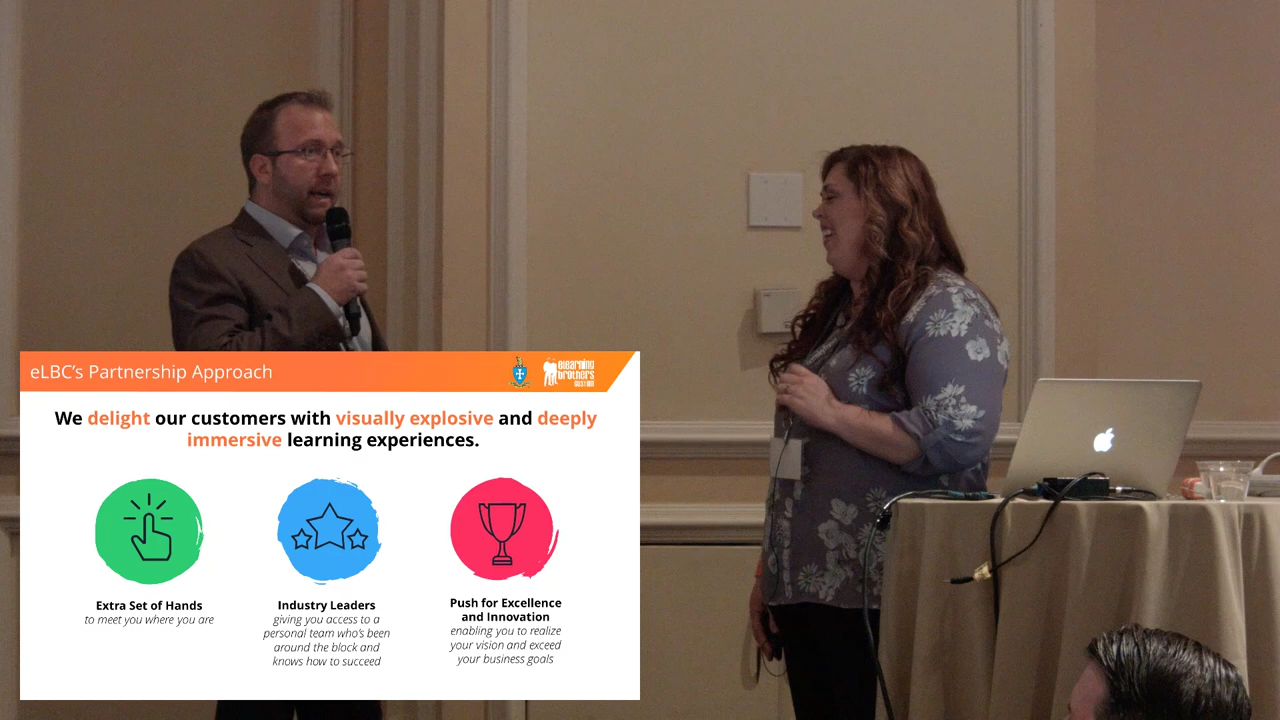 eLBC's Partnership Approach
elearning
brothers
We delight our customers with visually explosive and deeply
immersive learning experiences.
Extra Set of Hands
to meet you where you are
Industry Leaders
giving you access to a
personal team who's been
around the block and
knows how to succeed
Push for Excellence
and Innovation
enabling you to realize
your vision and exceed
your business goals